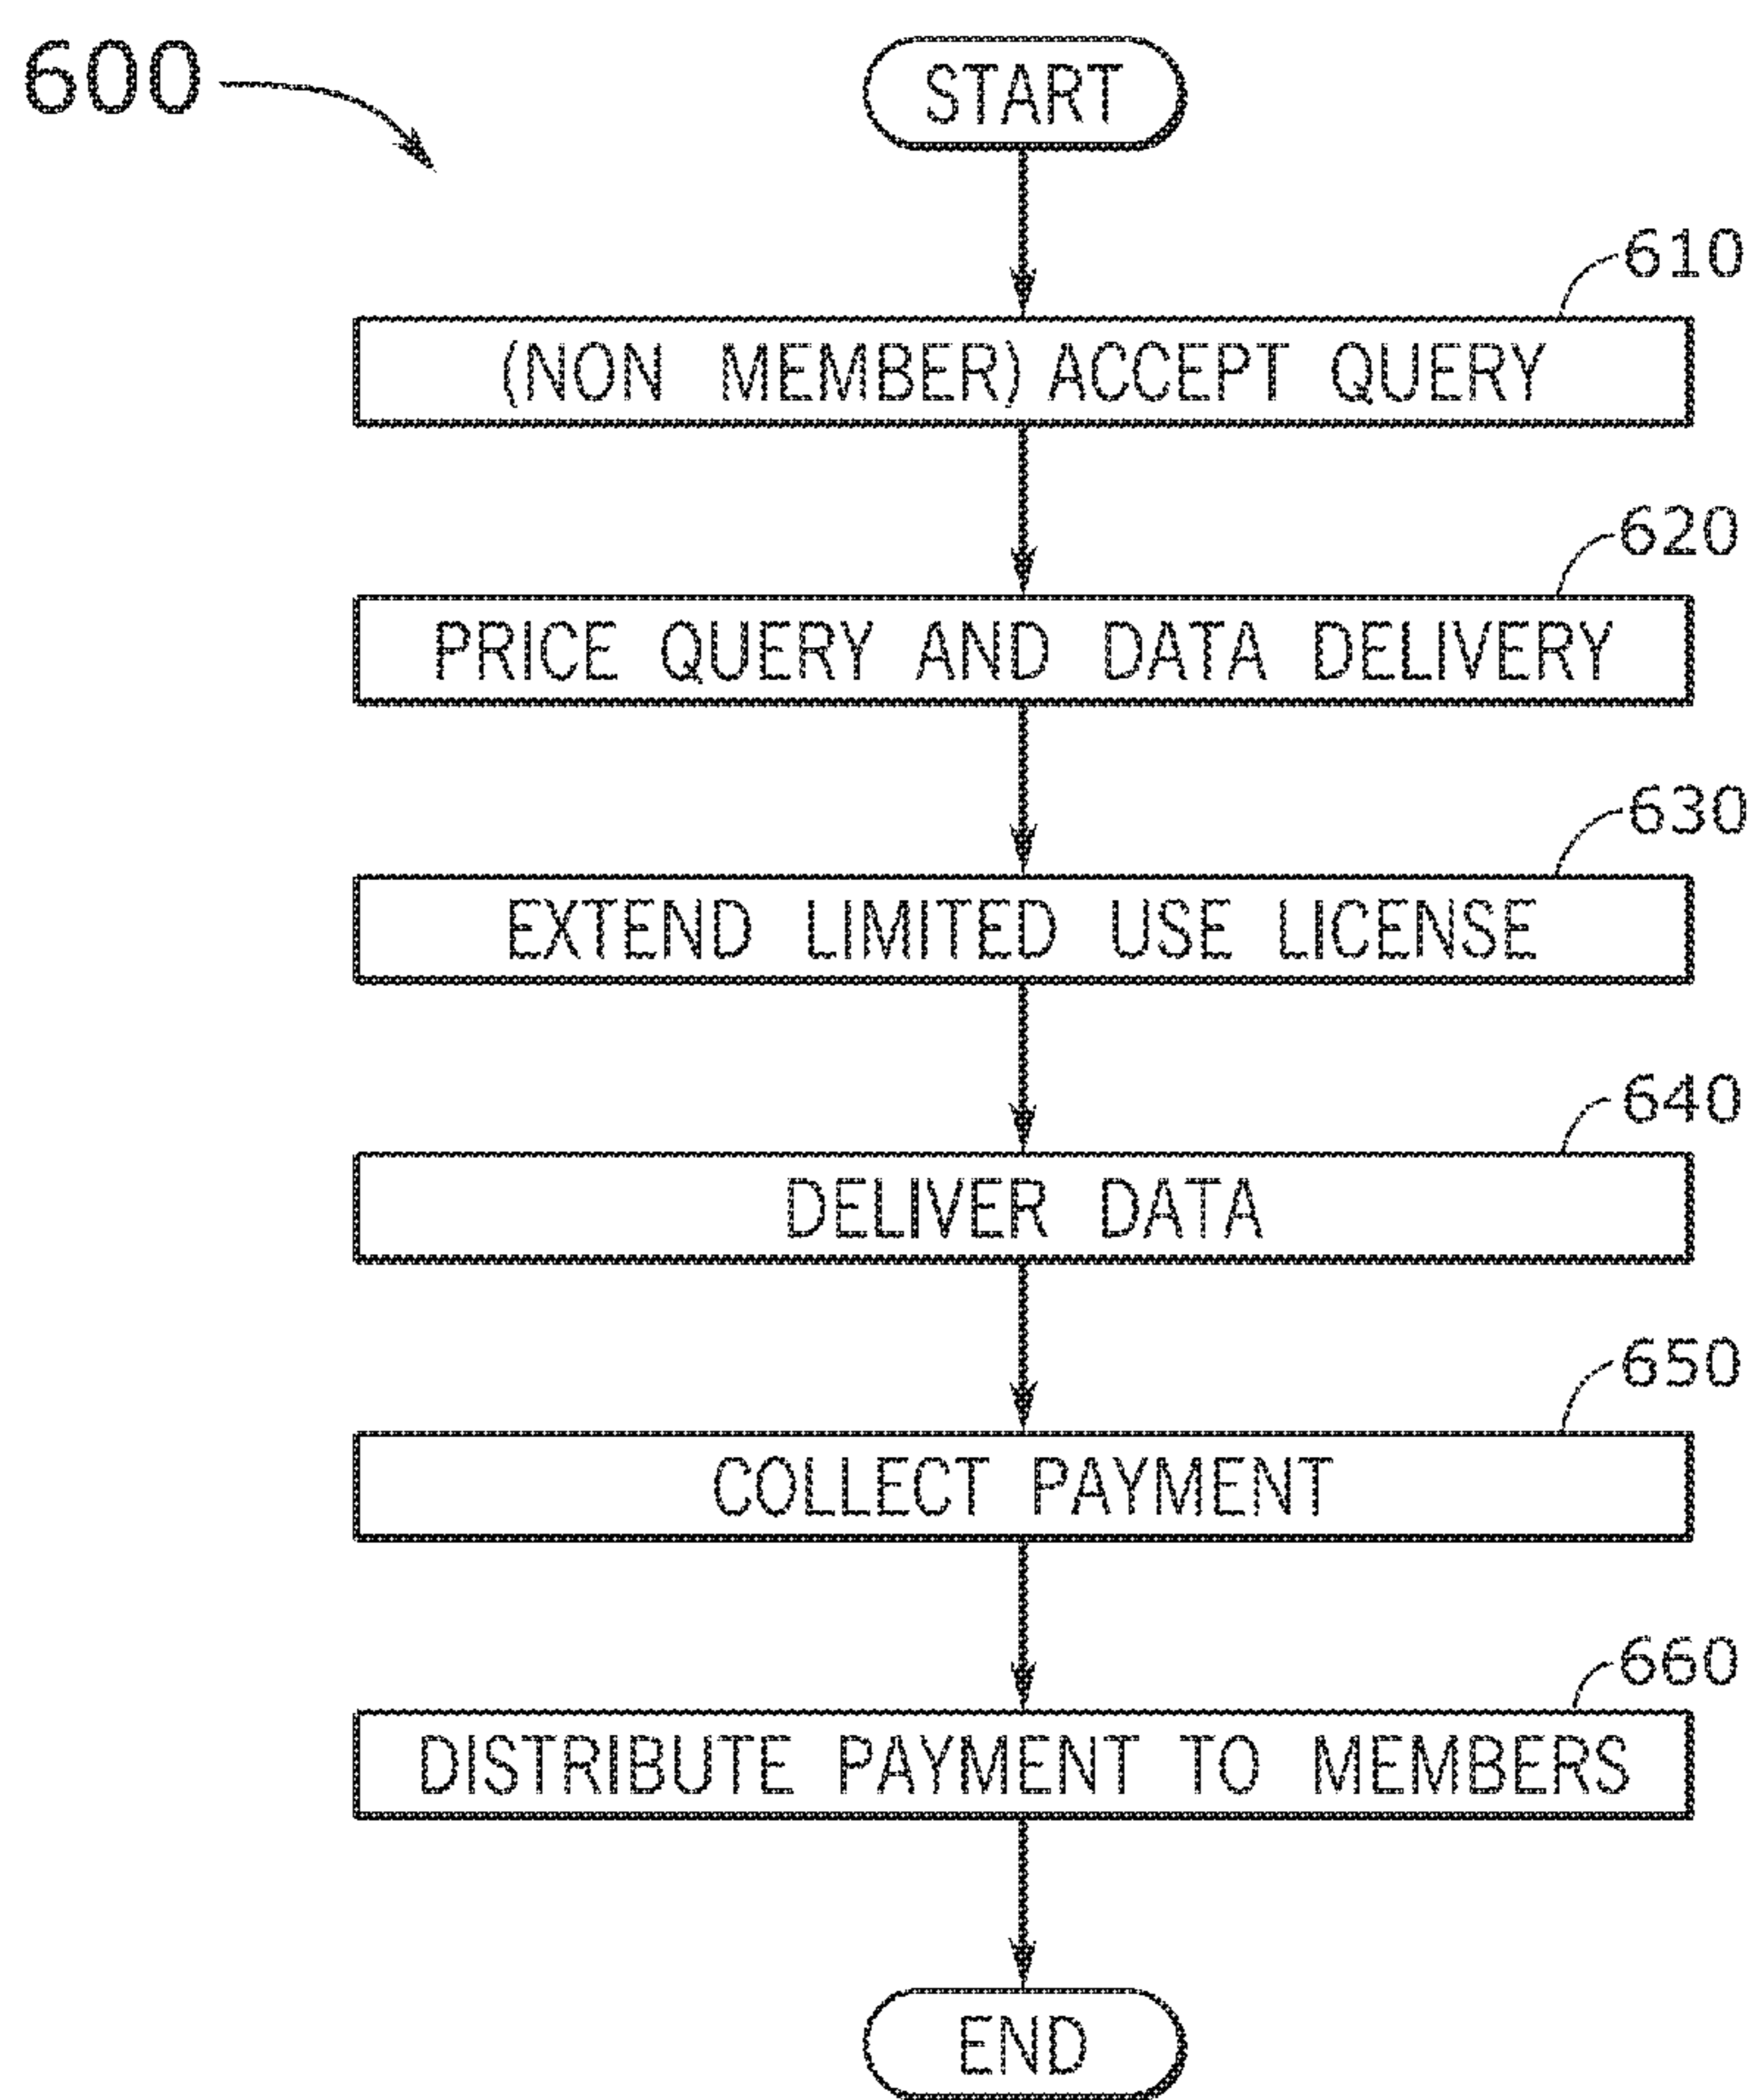 600
START
610
(NON MEMBER) ACCEPT QUERY
620
PRICE QUERY AND DATA DELIVERY
630
EXTEND LIMITED USE LICENSE
640
DELIVER DATA
650
COLLECT PAYMENT
660
DISTRIBUTE PAYMENT TO MEMBERS
END